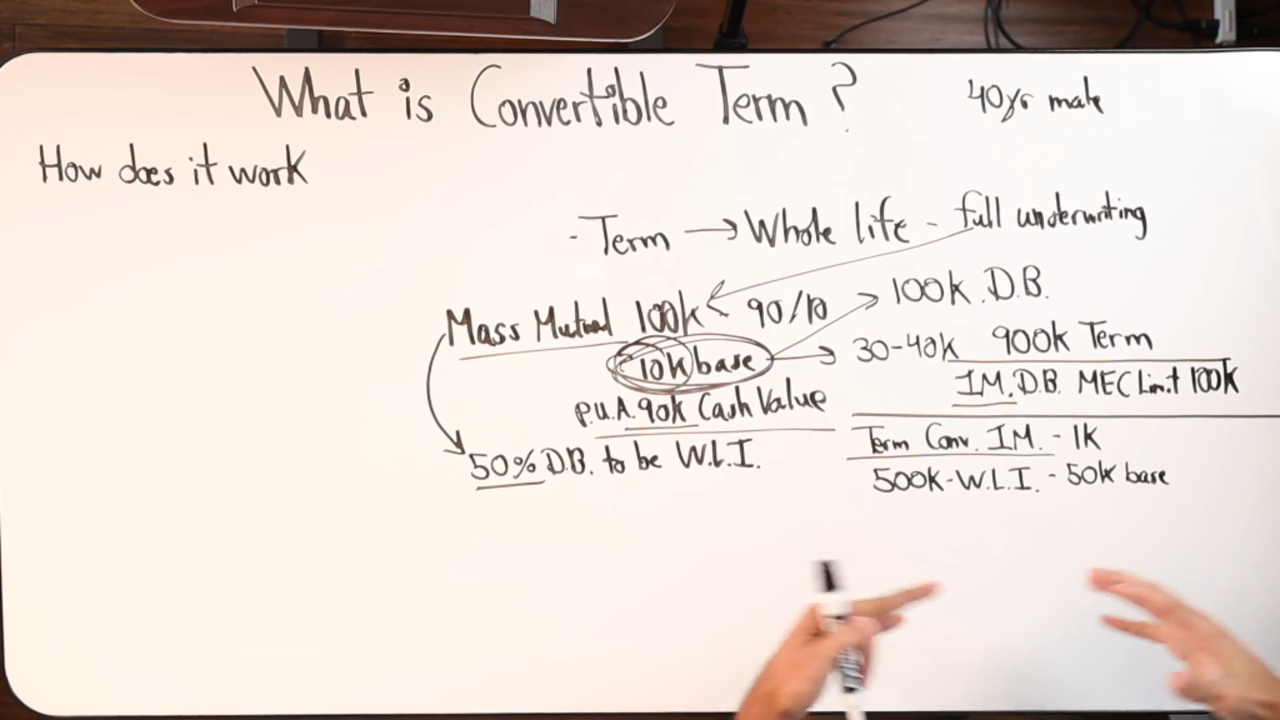 What is Convertible Term ?
40yr male
How does it work
- Term → Whole life - full underwriting
Mass Mutual 100k 90/10 → 100k D.B.
10k base → 30-40k 900k Term
1M. D.B. MEC Limit 100k
P.U.A. 90k Cash Value
Term Conv. 1M. - 1K
50% D.B. to be W.L.I.
500K-W.L.I. - 50k base